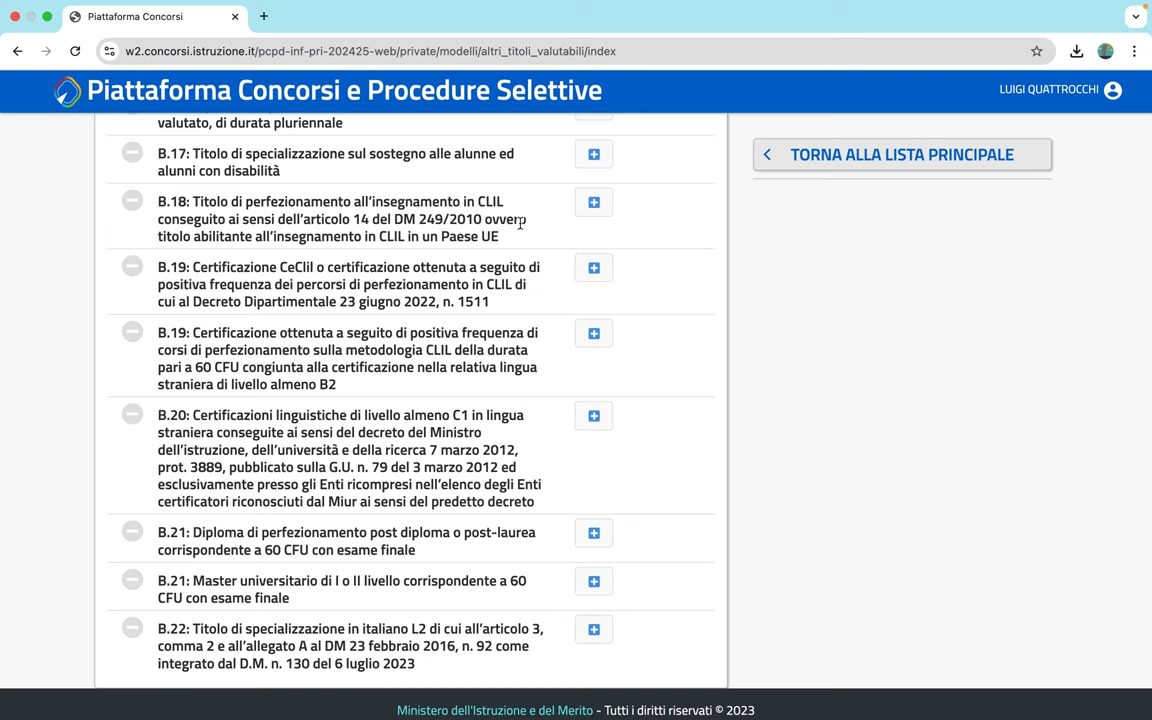 Piattaforma Concorsi
w2.concorsi.istruzione.it/pcpd-inf-pri-202425-web/private/modelli/altri_titoli_valutabili/index
Piattaforma Concorsi e Procedure Selettive
LUIGI QUATTROCCHI
valutato, di durata pluriennale
B.17: Titolo di specializzazione sul sostegno alle alunne ed
alunni con disabilità
B.18: Titolo di perfezionamento all'insegnamento in CLIL
conseguito ai sensi dell'articolo 14 del DM 249/2010 ovvero
titolo abilitante all'insegnamento in CLIL in un Paese UE
B.19: Certificazione CeClil o certificazione ottenuta a seguito di
positiva frequenza dei percorsi di perfezionamento in CLIL di
cui al Decreto Dipartimentale 23 giugno 2022, n. 1511
B.19: Certificazione ottenuta a seguito di positiva frequenza di
corsi di perfezionamento sulla metodologia CLIL della durata
pari a 60 CFU congiunta alla certificazione nella relativa lingua
straniera di livello almeno B2
B.20: Certificazioni linguistiche di livello almeno C1 in lingua
straniera conseguite ai sensi del decreto del Ministro
dell'istruzione, dell'università e della ricerca 7 marzo 2012,
prot. 3889, pubblicato sulla G.U. n. 79 del 3 marzo 2012 ed
esclusivamente presso gli Enti ricompresi nell'elenco degli Enti
certificatori riconosciuti dal Miur ai sensi del predetto decreto
B.21: Diploma di perfezionamento post diploma o post-laurea
corrispondente a 60 CFU con esame finale
B.21: Master universitario di I o II livello corrispondente a 60
CFU con esame finale
B.22: Titolo di specializzazione in italiano L2 di cui all'articolo 3,
comma 2 e all'allegato A al DM 23 febbraio 2016, n. 92 come
integrato dal D.M. n. 130 del 6 luglio 2023
TORNA ALLA LISTA PRINCIPALE
Ministero dell'Istruzione e del Merito - Tutti i diritti riservati © 2023